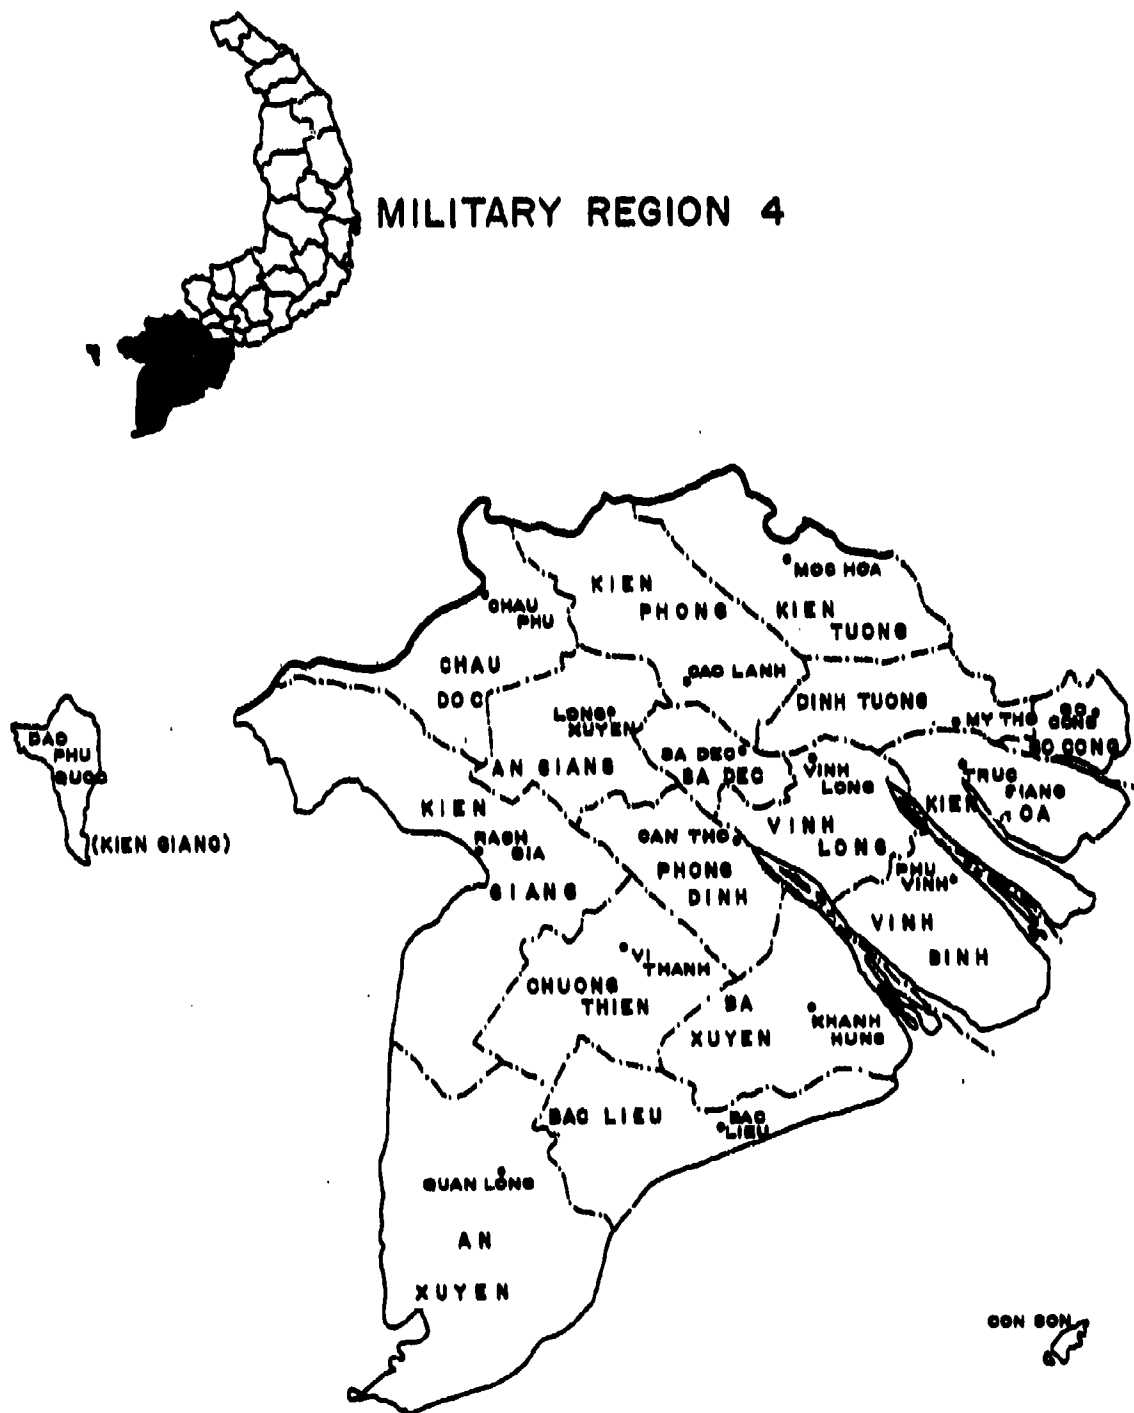 MILITARY REGION 4
MOC HOA
KIEN
PHONG
KIEN
TUONG
CHAU
PHU
CHAU
DOC
CAO LANH
DINH TUONG
LONG
XUYEN
MY THO
GO
CONG
GO CONG
DAO
PHU
QUOC
(KIEN GIANG)
SA DEC
SA DEC
AN GIANG
VINH
LONG
TRUC
GIANG
KIEN
OA
KIEN
GIANG
RACH
GIA
CAN THO
PHONG
DINH
VINH
LONG
PHU
VINH
VINH
BINH
VI
THANH
CHUONG
THIEN
BA
XUYEN
KHANH
HUNG
BAC LIEU
BAC
LIEU
QUAN LONG
AN
XUYEN
CON SON